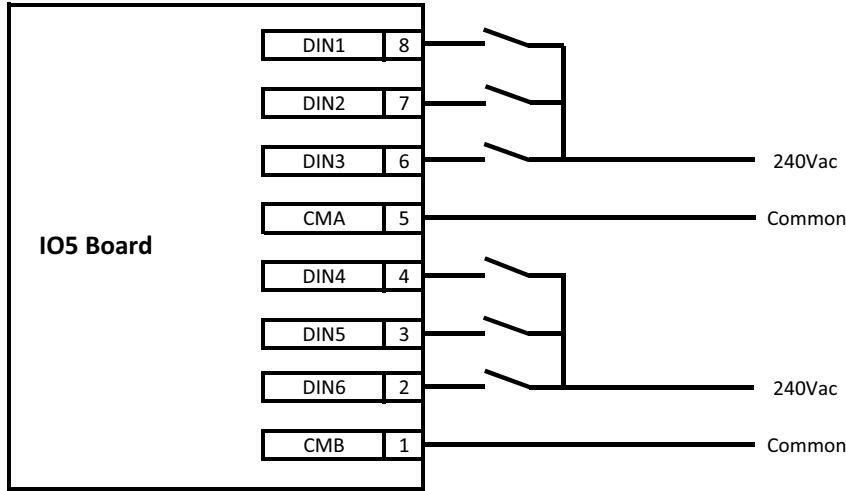 DIN1 8
DIN2 7
DIN3 6
240Vac
CMA 5
Common
IO5 Board
DIN4 4
DIN5 3
DIN6 2
240Vac
CMB 1
Common